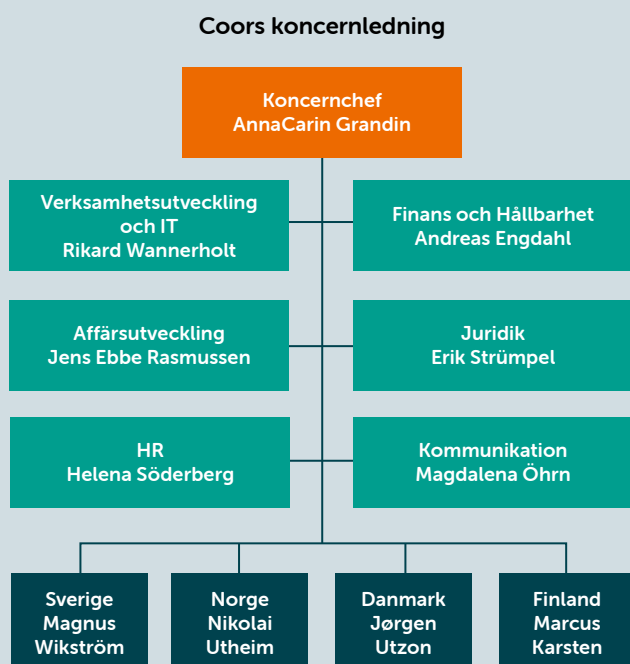 Coors koncernledning
Koncernchef
AnnaCarin Grandin
Verksamhetsutveckling
och IT
Rikard Wannerholt
Finans och Hållbarhet
Andreas Engdahl
Affärsutveckling
Jens Ebbe Rasmussen
Juridik
Erik Strümpel
HR
Helena Söderberg
Kommunikation
Magdalena Öhrn
Sverige
Magnus
Wikström
Norge
Nikolai
Utheim
Danmark
Jørgen
Utzon
Finland
Marcus
Karsten